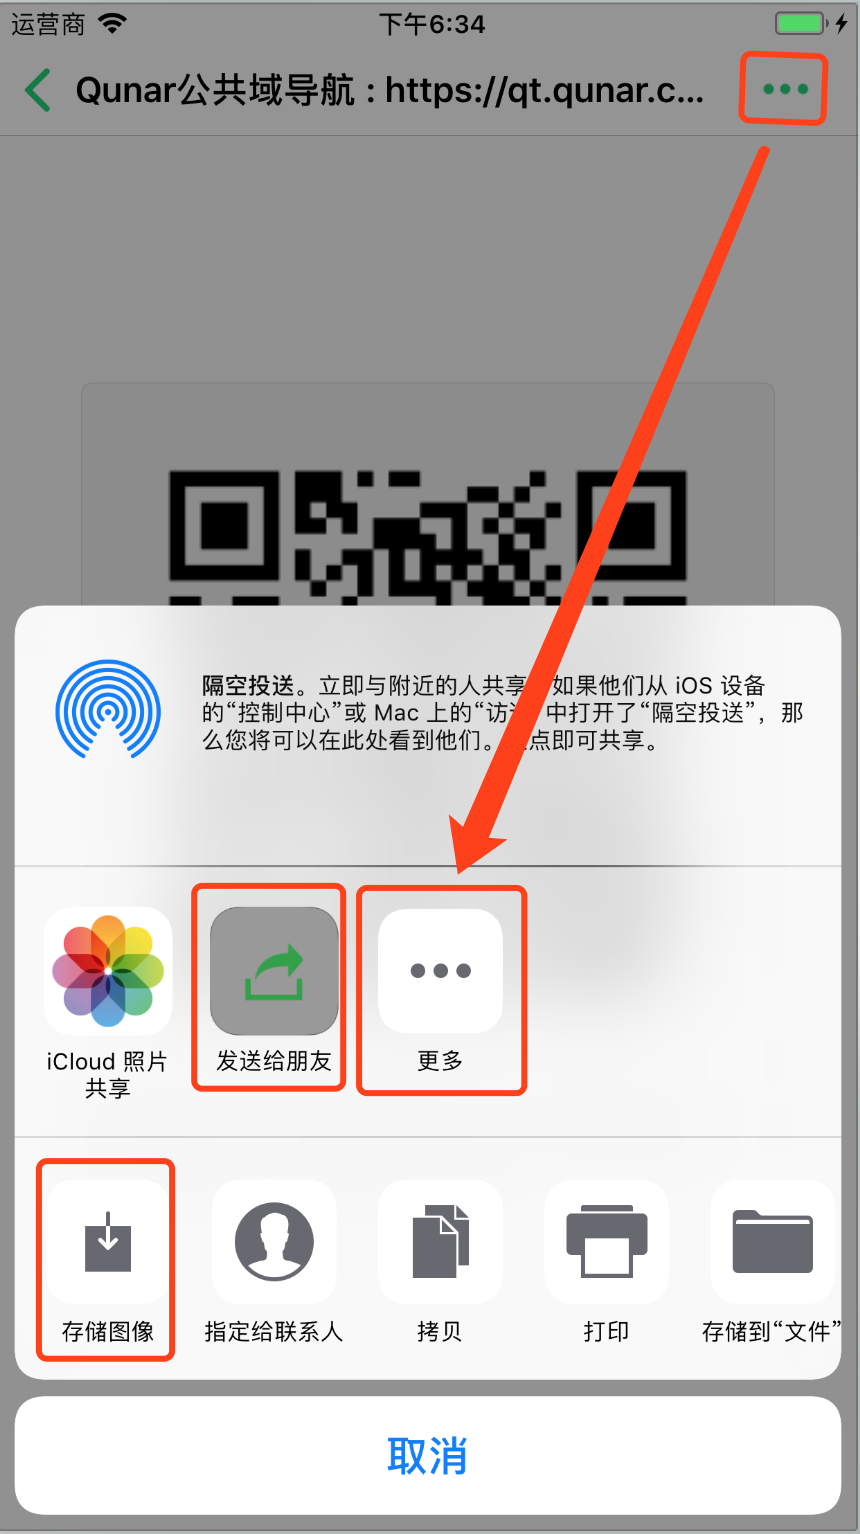 运营商 下午6:34
Qunar公共域导航 : https://qt.qunar.c...
隔空投送。立即与附近的人共享 如果他们从 iOS 设备
的“控制中心”或 Mac 上的“访 中打开了“隔空投送”，那
么您将可以在此处看到他们。 点即可共享。
iCloud 照片
共享
发送给朋友
更多
存储图像
指定给联系人
拷贝
打印
存储到“文件”
取消